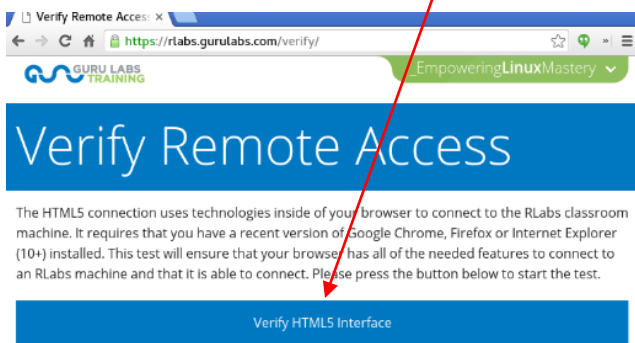 Verify Remote Acces
https://rlabs.gurulabs.com/verify/
GURU LABS
TRAINING
_EmpoweringLinuxMastery
Verify Remote Access
The HTML5 connection uses technologies inside of your browser to connect to the RLabs classroom
machine. It requires that you have a recent version of Google Chrome, Firefox or Internet Explorer
(10+) installed. This test will ensure that your browser has all of the needed features to connect to
an RLabs machine and that it is able to connect. Please press the button below to start the test.
Verify HTML5 Interface